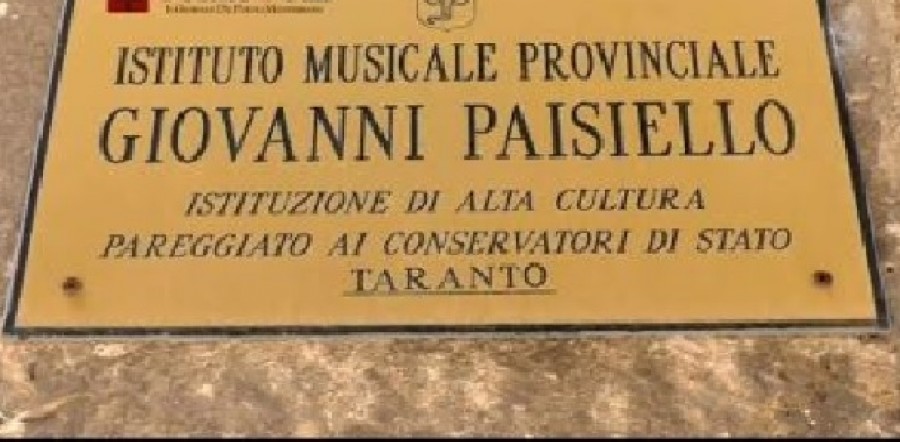 ISTITUTO MUSICALE PROVINCIALE
GIOVANNI PAISIELLO
ISTITUZIONE DI ALTA CULTURA
PAREGGIATO AI CONSERVATORI DI STATO
TARANTO